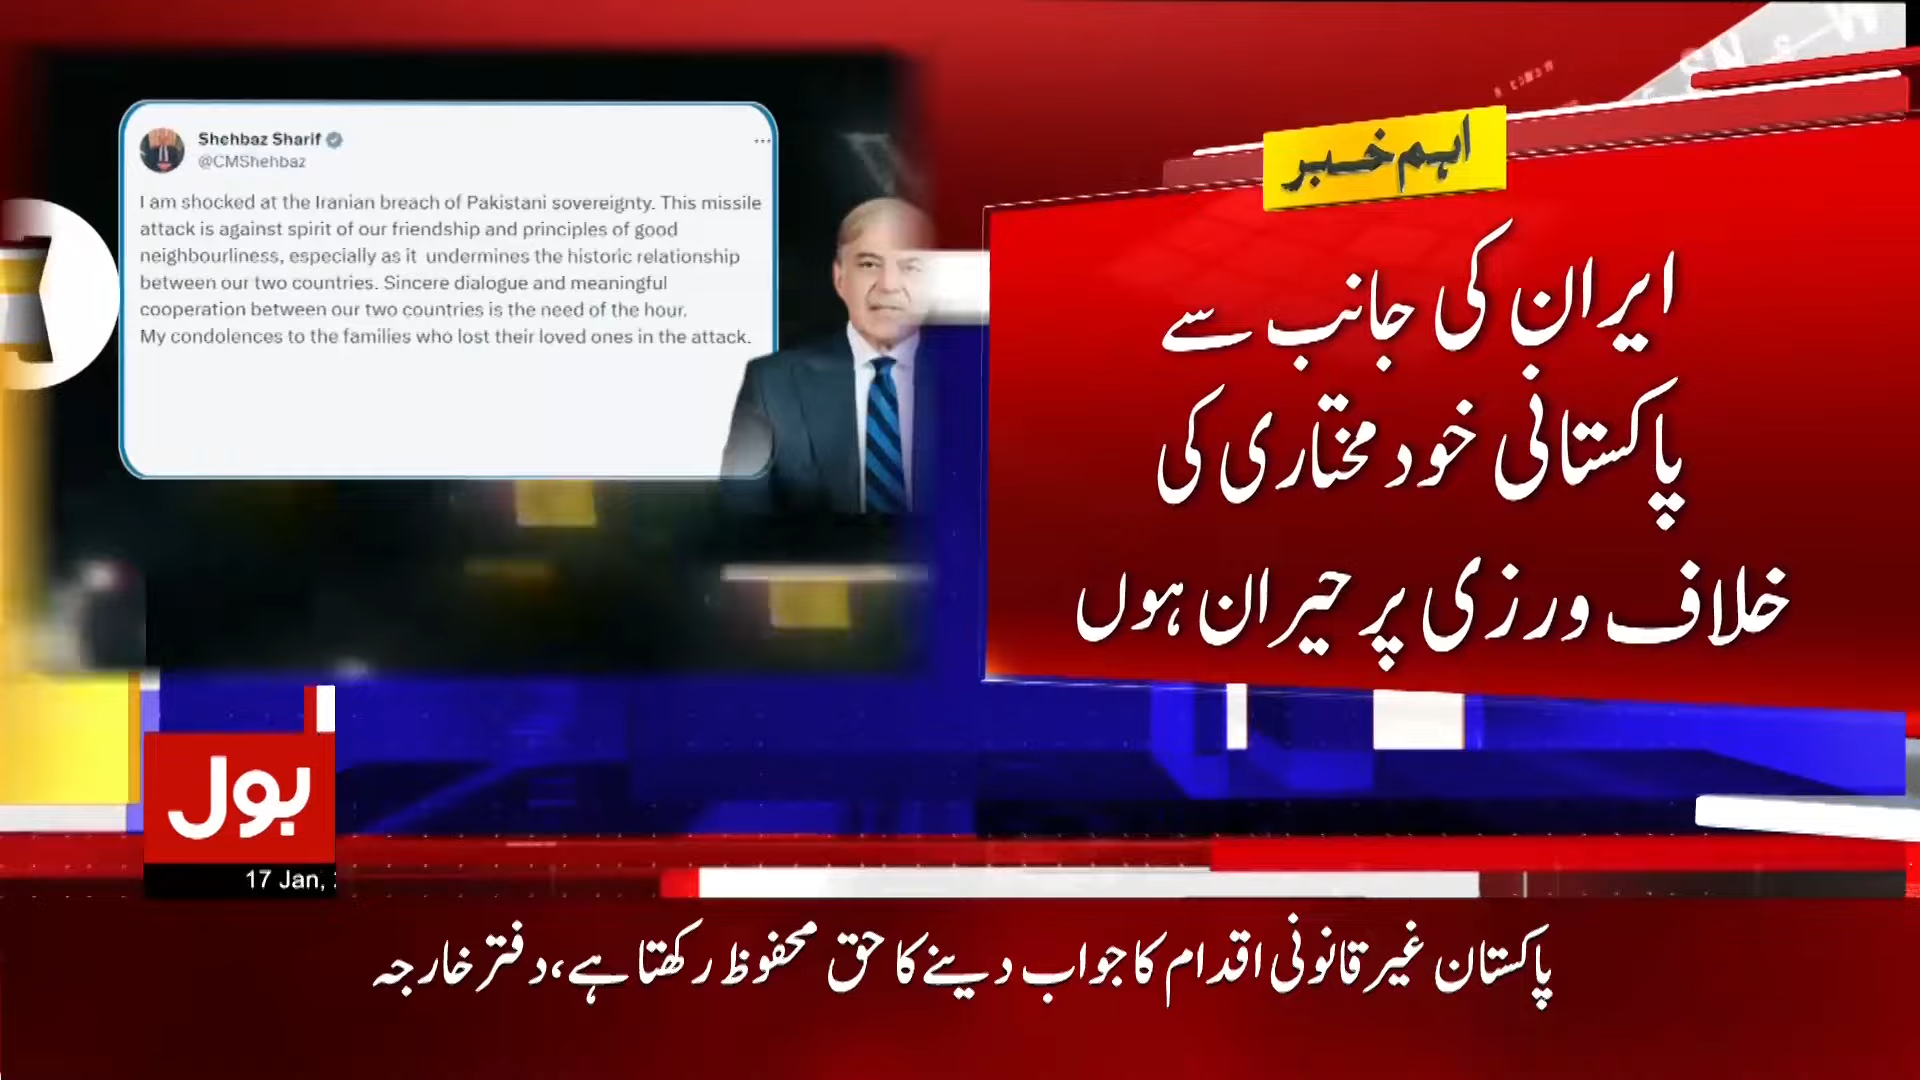 Shehbaz Sharif
@CMShehbaz
I am shocked at the Iranian breach of Pakistani sovereignty. This missile
attack is against spirit of our friendship and principles of good
neighbourliness, especially as it undermines the historic relationship
between our two countries. Sincere dialogue and meaningful
cooperation between our two countries is the need of the hour.
My condolences to the families who lost their loved ones in the attack.
اہم خبر
ایران کی جانب سے
پاکستانی خود مختاری کی
خلاف ورزی پر حیران ہوں
بول
17 Jan,
پاکستان غیر قانونی اقدام کا جواب دینے کا حق محفوظ رکھتا ہے، دفتر خارجہ